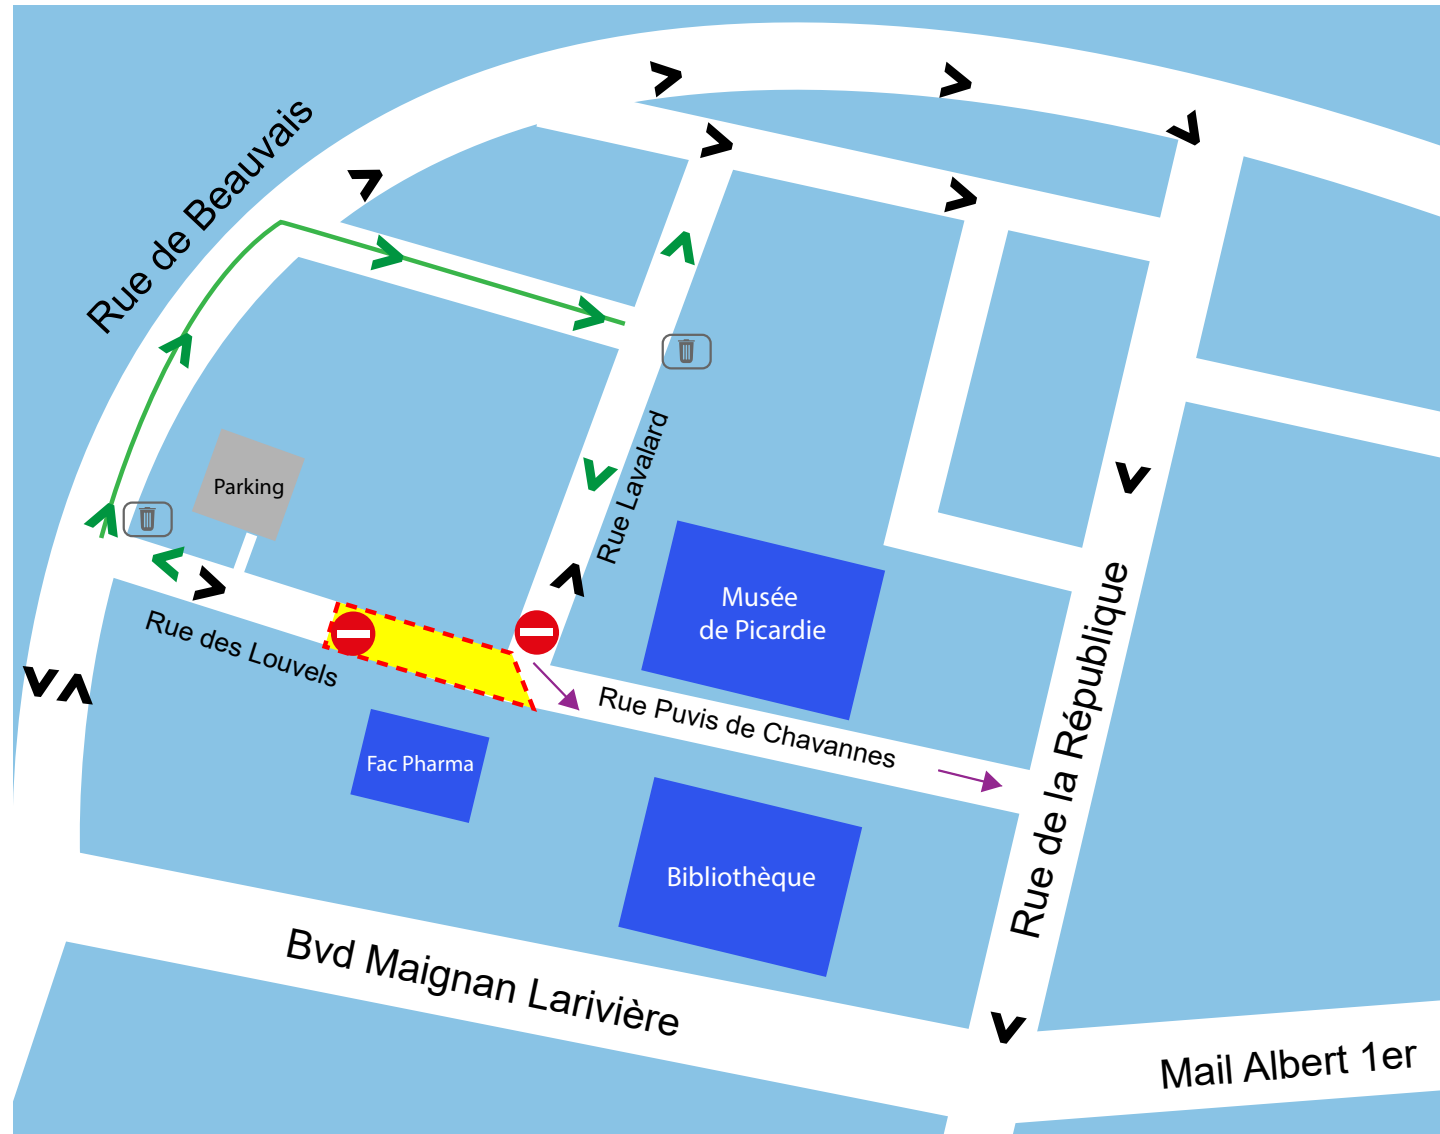 Rue de Beauvais
Parking
Rue Lavalard
Rue des Louvels
Musée
de Picardie
Rue Puvis de Chavannes
Fac Pharma
Bibliothèque
Rue de la République
Bvd Maignan Larivière
Mail Albert 1er